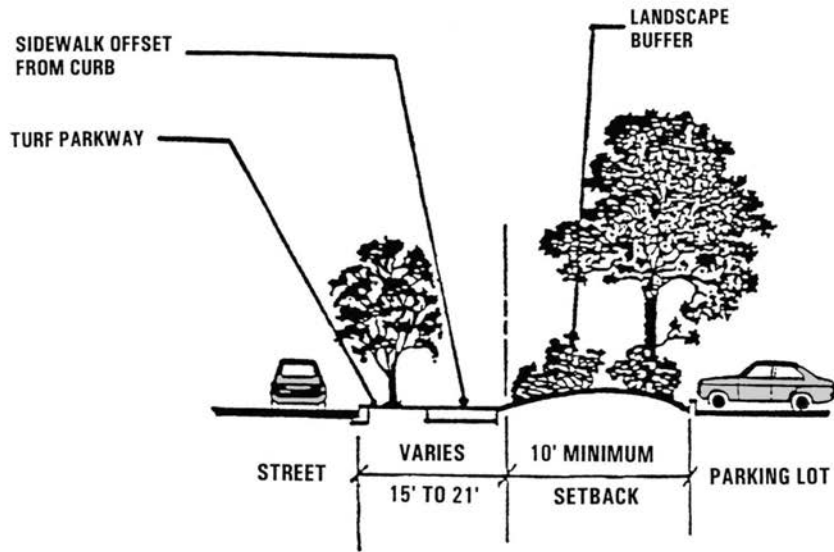 LANDSCAPE
BUFFER
SIDEWALK OFFSET
FROM CURB
TURF PARKWAY
STREET
VARIES
15' TO 21'
10' MINIMUM
SETBACK
PARKING LOT